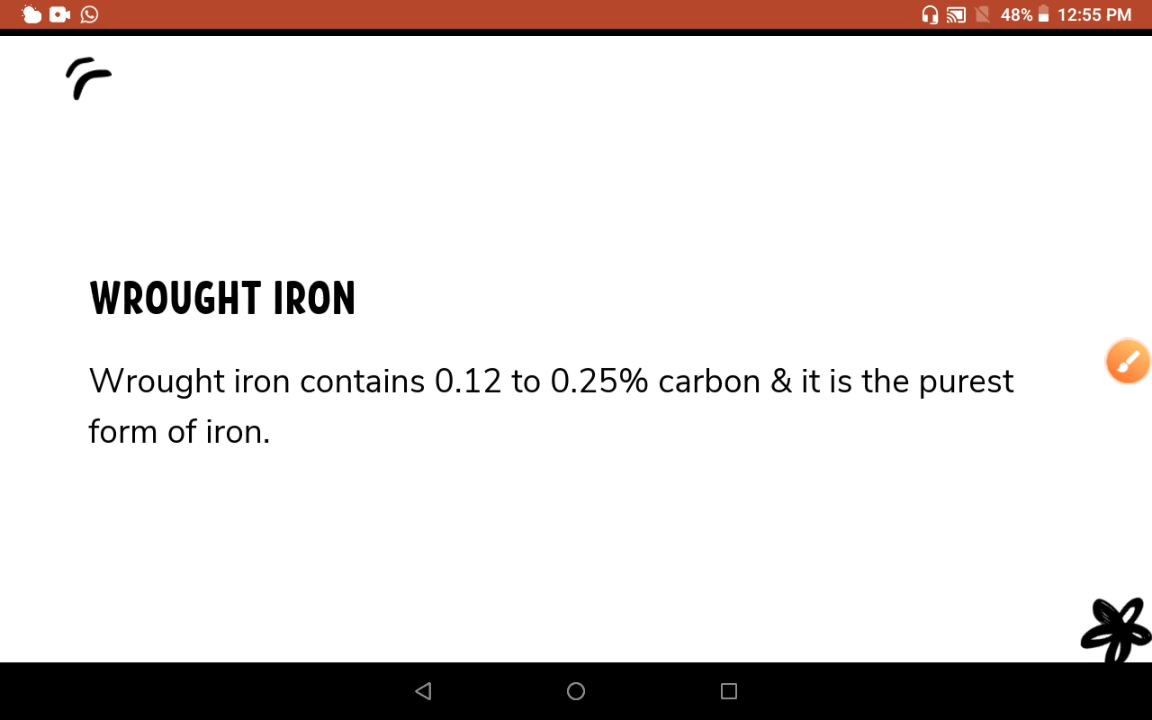 48% 12:55 PM
WROUGHT IRON
Wrought iron contains 0.12 to 0.25% carbon & it is the purest
form of iron.